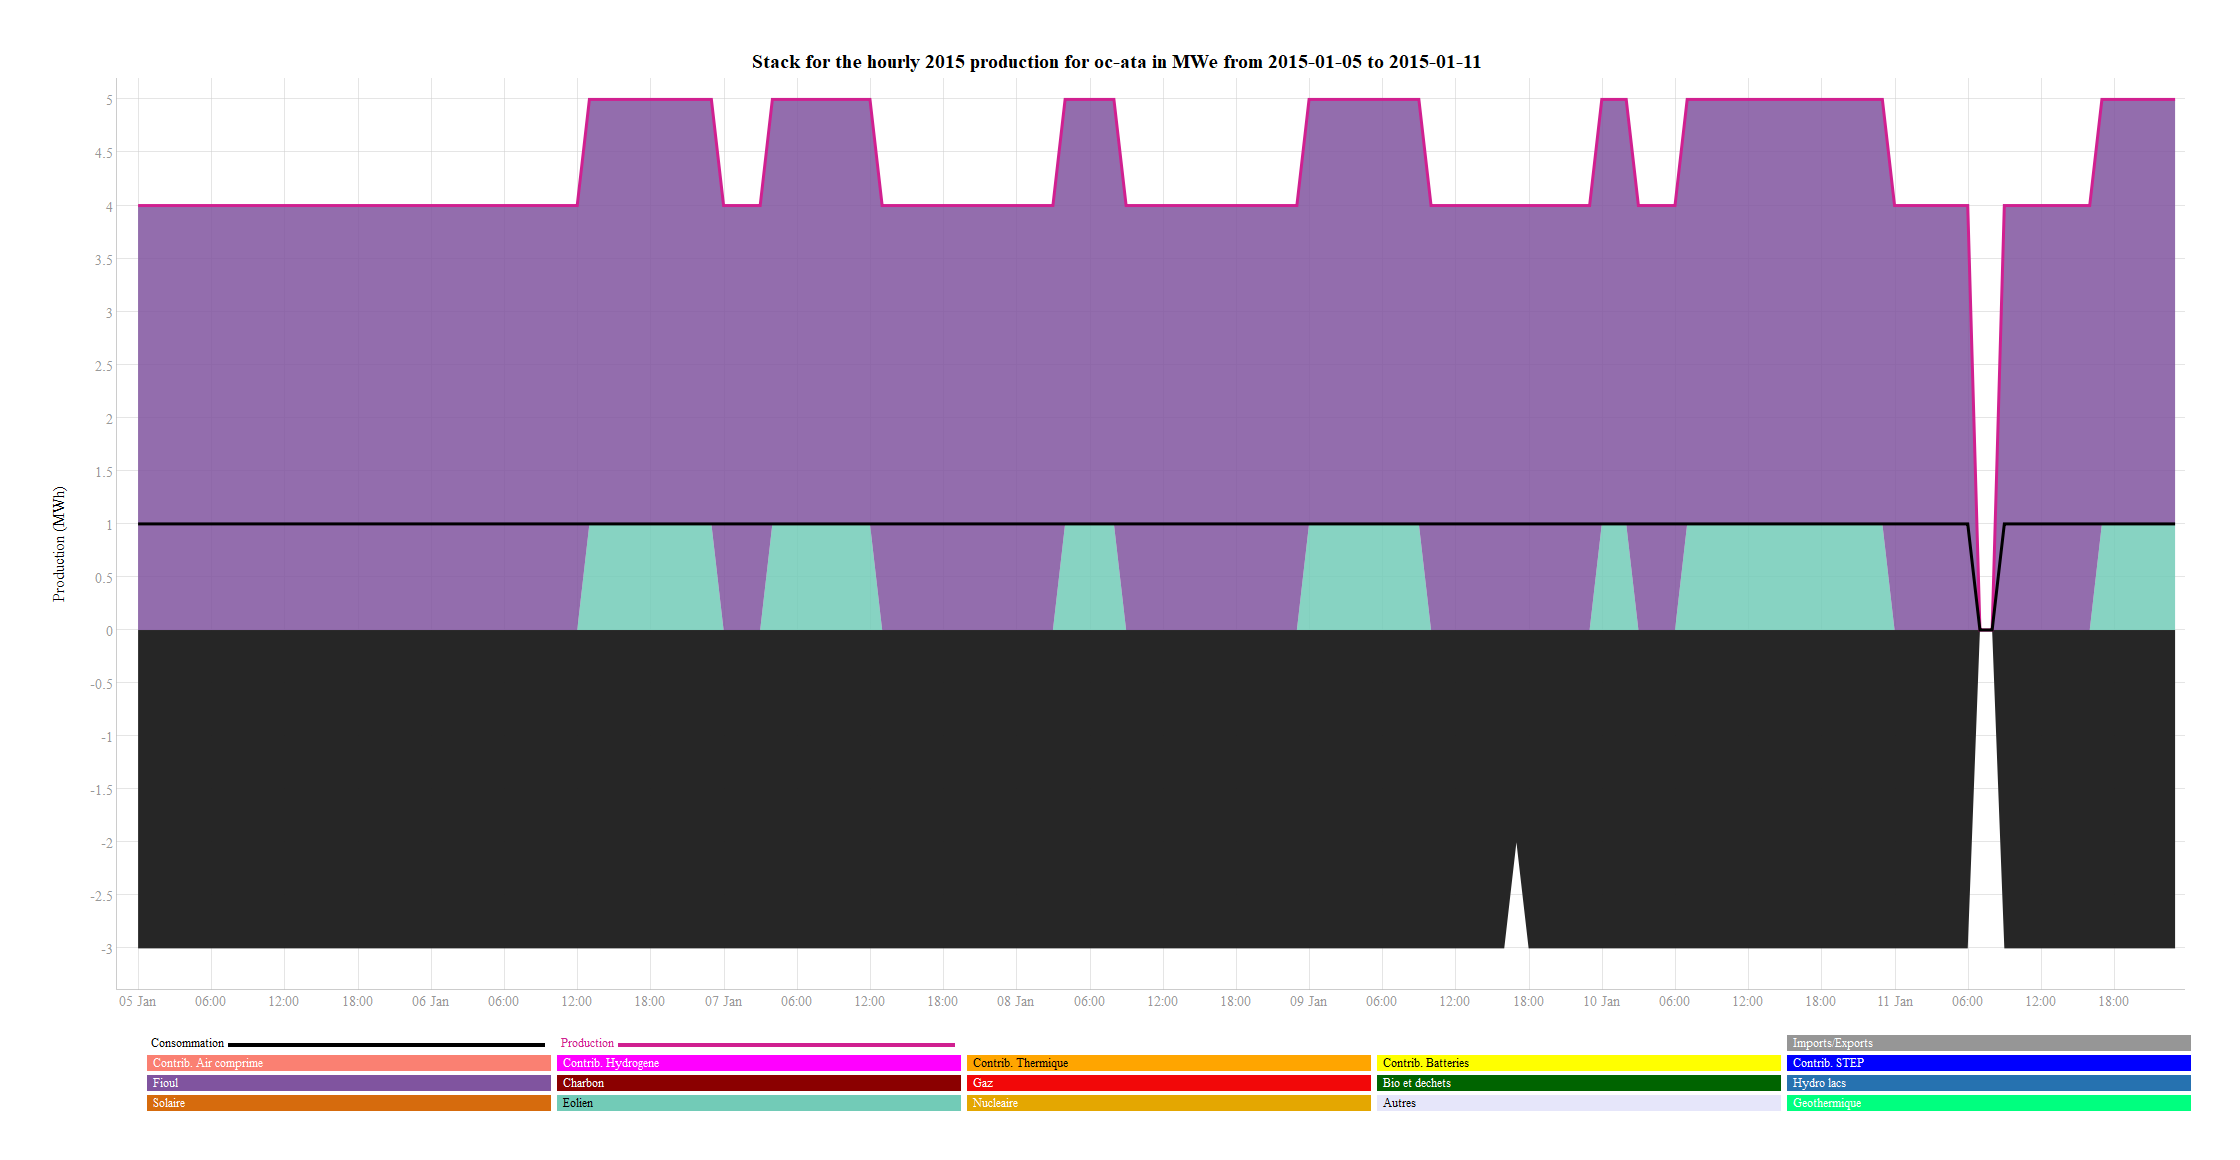 Stack for the hourly 2015 production for oc-ata in MWe from 2015-01-05 to 2015-01-11
5
4.5
4
3.5
3
2.5
2
1.5
1
0.5
0
-0.5
-1
-1.5
-2
-2.5
-3
Production (MWh)
05 Jan 06:00 12:00 18:00 06 Jan 06:00 12:00 18:00 07 Jan 06:00 12:00 18:00 08 Jan 06:00 12:00 18:00 09 Jan 06:00 12:00 18:00 10 Jan 06:00 12:00 18:00 11 Jan 06:00 12:00 18:00
Consommation Production Imports/Exports
Contrib. Air comprime Contrib. Hydrogene Contrib. Thermique Contrib. Batteries Contrib. STEP
Fioul Charbon Gaz Bio et dechets Hydro lacs
Solaire Eolien Nucleaire Autres Geothermique